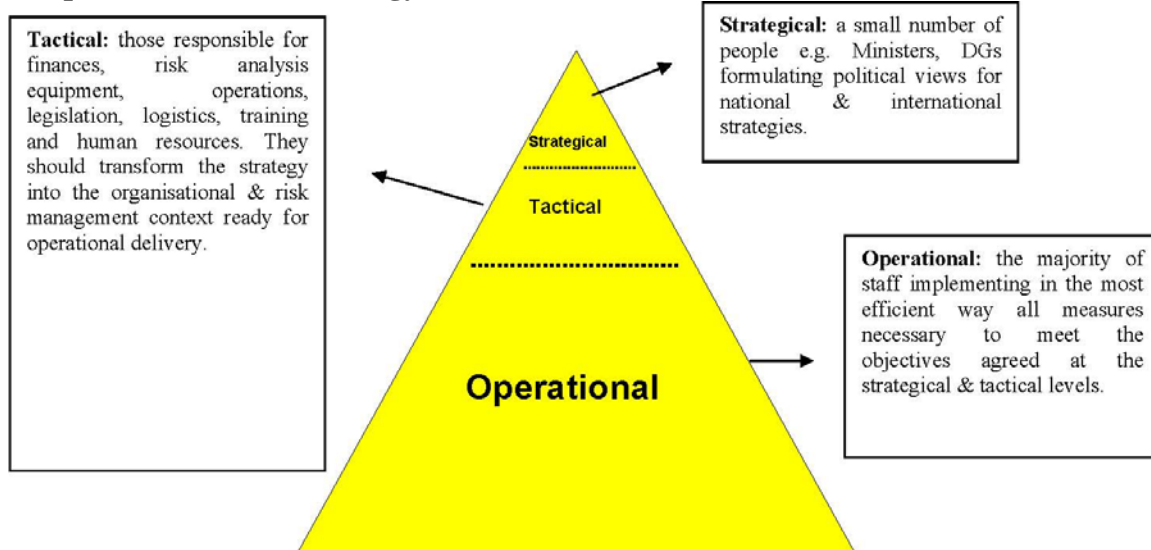 Tactical: those responsible for
finances, risk analysis
equipment, operations,
legislation, logistics, training
and human resources. They
should transform the strategy
into the organisational & risk
management context ready for
operational delivery.
Strategical: a small number of
people e.g. Ministers, DGs
formulating political views for
national & international
strategies.
Strategical
Tactical
Operational: the majority of
staff implementing in the most
efficient way all measures
necessary to meet the
objectives agreed at the
strategical & tactical levels.
Operational